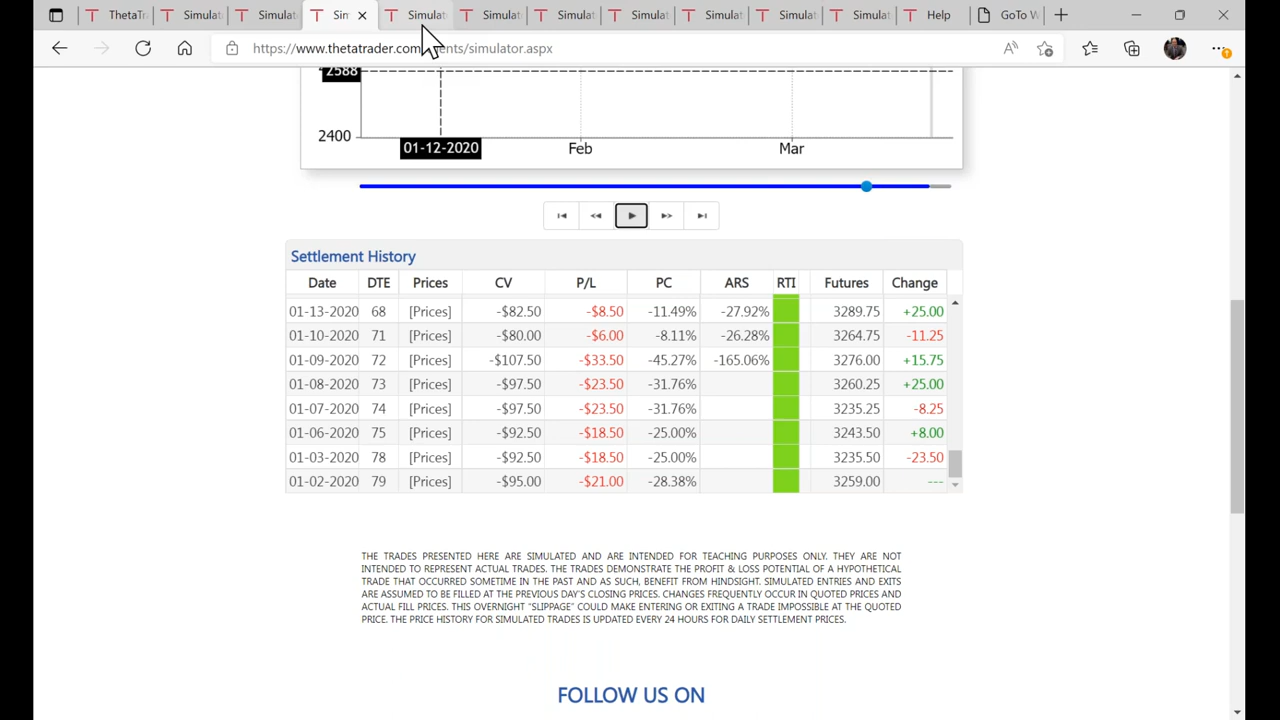 ThetaTra Simulat Simulat Sin Simulat Simulat Simulat Simulat Simulat Simulat Simulat Help GoTo W
https://www.thetatrader.com ents/simulator.aspx
2588
2400
01-12-2020 Feb Mar
Settlement History
Date DTE Prices CV P/L PC ARS RTI Futures Change
01-13-2020 68 [Prices] -$82.50 -$8.50 -11.49% -27.92% 3289.75 +25.00
01-10-2020 71 [Prices] -$80.00 -$6.00 -8.11% -26.28% 3264.75 -11.25
01-09-2020 72 [Prices] -$107.50 -$33.50 -45.27% -165.06% 3276.00 +15.75
01-08-2020 73 [Prices] -$97.50 -$23.50 -31.76% 3260.25 +25.00
01-07-2020 74 [Prices] -$97.50 -$23.50 -31.76% 3235.25 -8.25
01-06-2020 75 [Prices] -$92.50 -$18.50 -25.00% 3243.50 +8.00
01-03-2020 78 [Prices] -$92.50 -$18.50 -25.00% 3235.50 -23.50
01-02-2020 79 [Prices] -$95.00 -$21.00 -28.38% 3259.00 ---
THE TRADES PRESENTED HERE ARE SIMULATED AND ARE INTENDED FOR TEACHING PURPOSES ONLY. THEY ARE NOT
INTENDED TO REPRESENT ACTUAL TRADES. THE TRADES DEMONSTRATE THE PROFIT & LOSS POTENTIAL OF A HYPOTHETICAL
TRADE THAT OCCURRED SOMETIME IN THE PAST AND AS SUCH, BENEFIT FROM HINDSIGHT. SIMULATED ENTRIES AND EXITS
ARE ASSUMED TO BE FILLED AT THE PREVIOUS DAY'S CLOSING PRICES. CHANGES FREQUENTLY OCCUR IN QUOTED PRICES AND
ACTUAL FILL PRICES. THIS OVERNIGHT "SLIPPAGE" COULD MAKE ENTERING OR EXITING A TRADE IMPOSSIBLE AT THE QUOTED
PRICE. THE PRICE HISTORY FOR SIMULATED TRADES IS UPDATED EVERY 24 HOURS FOR DAILY SETTLEMENT PRICES.
FOLLOW US ON